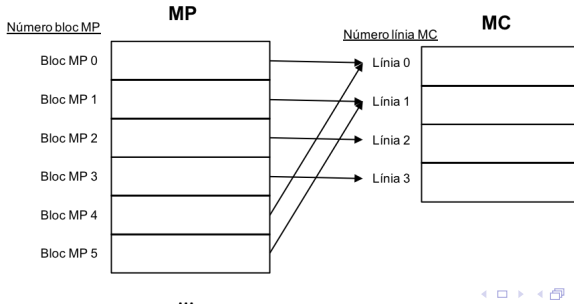 MP
Número bloc MP
Bloc MP 0
Bloc MP 1
Bloc MP 2
Bloc MP 3
Bloc MP 4
Bloc MP 5
...
MC
Número línia MC
Línia 0
Línia 1
Línia 2
Línia 3